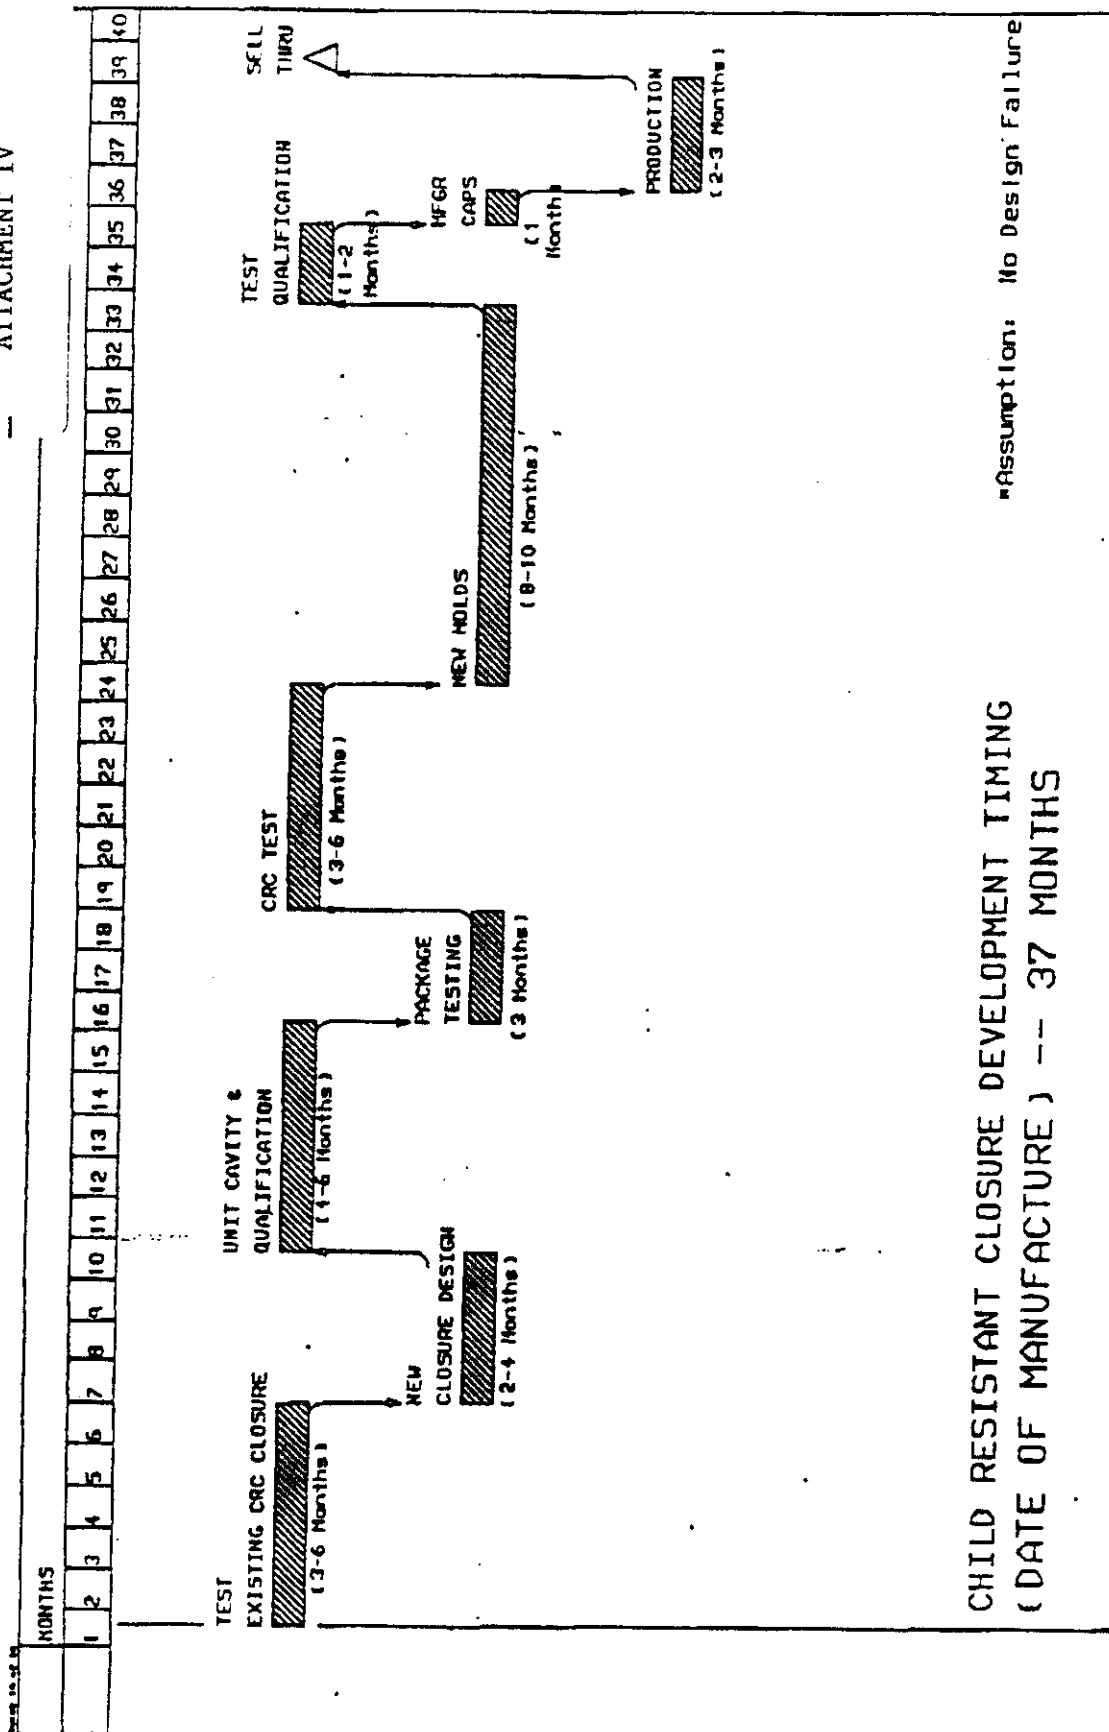 ATTACHMENT IV
MONTHS
1 2 3 4 5 6 7 8 9 10 11 12 13 14 15 16 17 18 19 20 21 22 23 24 25 26 27 28 29 30 31 32 33 34 35 36 37 38 39 40
TEST
EXISTING CRC CLOSURE
(3-6 Months)
NEW
CLOSURE DESIGN
(2-4 Months)
UNIT CAVITY &
QUALIFICATION
(4-6 Months)
PACKAGE
TESTING
(3 Months)
CRC TEST
(3-6 Months)
NEW MOLDS
(8-10 Months)
TEST
QUALIFICATION
(1-2
Months)
MFGR
CAPS
(1
Month)
PRODUCTION
(2-3 Months)
SELL
THRU
*Assumption: No Design Failure
CHILD RESISTANT CLOSURE DEVELOPMENT TIMING
(DATE OF MANUFACTURE) -- 37 MONTHS